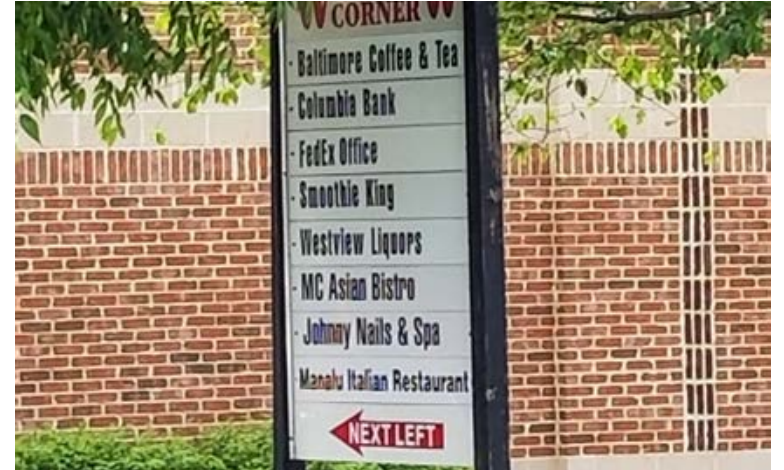 CORNER
- Baltimore Coffee & Tea
- Columbia Bank
- FedEx Office
- Smoothie King
- Westview Liquors
- MC Asian Bistro
- Johnny Nails & Spa
- Manalu Italian Restaurant
NEXT LEFT